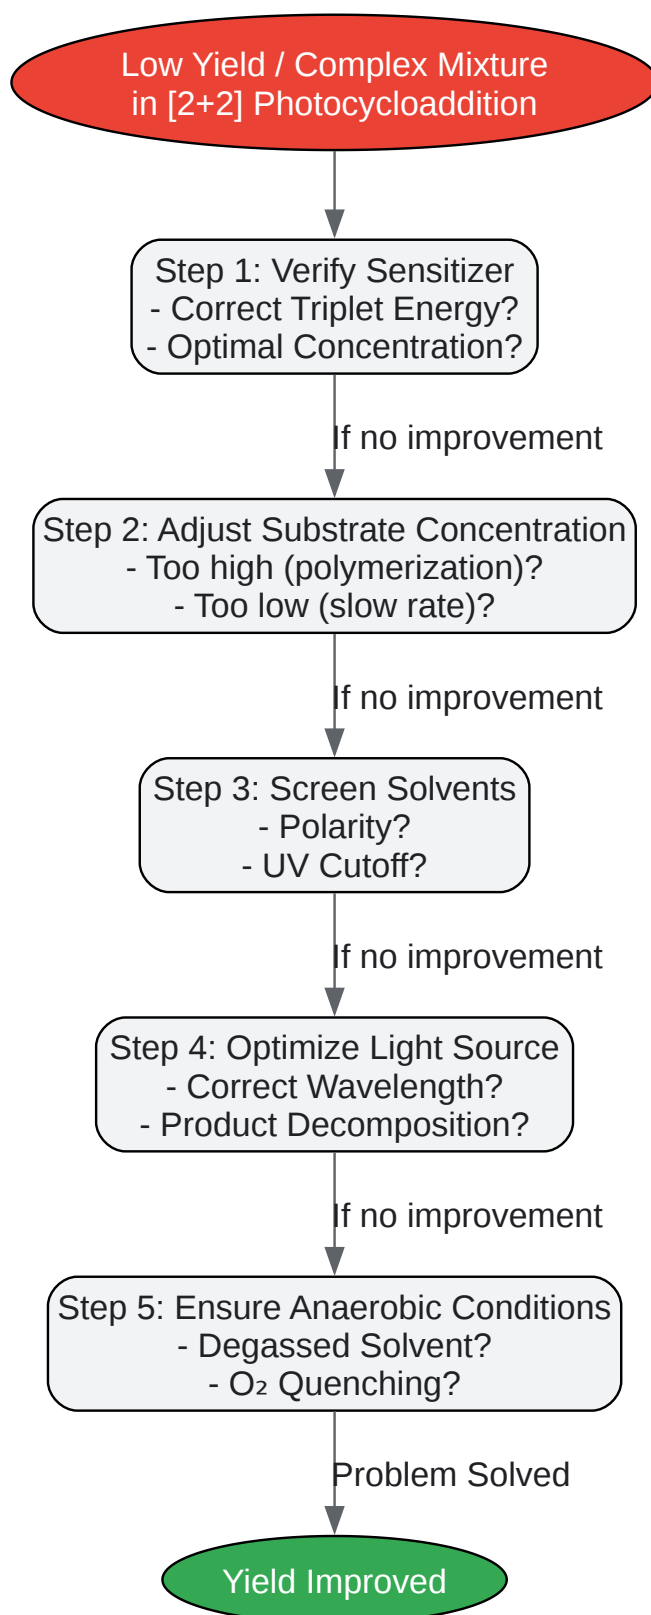 Low Yield / Complex Mixture
in [2+2] Photocycloaddition
Step 1: Verify Sensitizer
- Correct Triplet Energy?
- Optimal Concentration?
If no improvement
Step 2: Adjust Substrate Concentration
- Too high (polymerization)?
- Too low (slow rate)?
If no improvement
Step 3: Screen Solvents
- Polarity?
- UV Cutoff?
If no improvement
Step 4: Optimize Light Source
- Correct Wavelength?
- Product Decomposition?
If no improvement
Step 5: Ensure Anaerobic Conditions
- Degassed Solvent?
- O₂ Quenching?
Problem Solved
Yield Improved